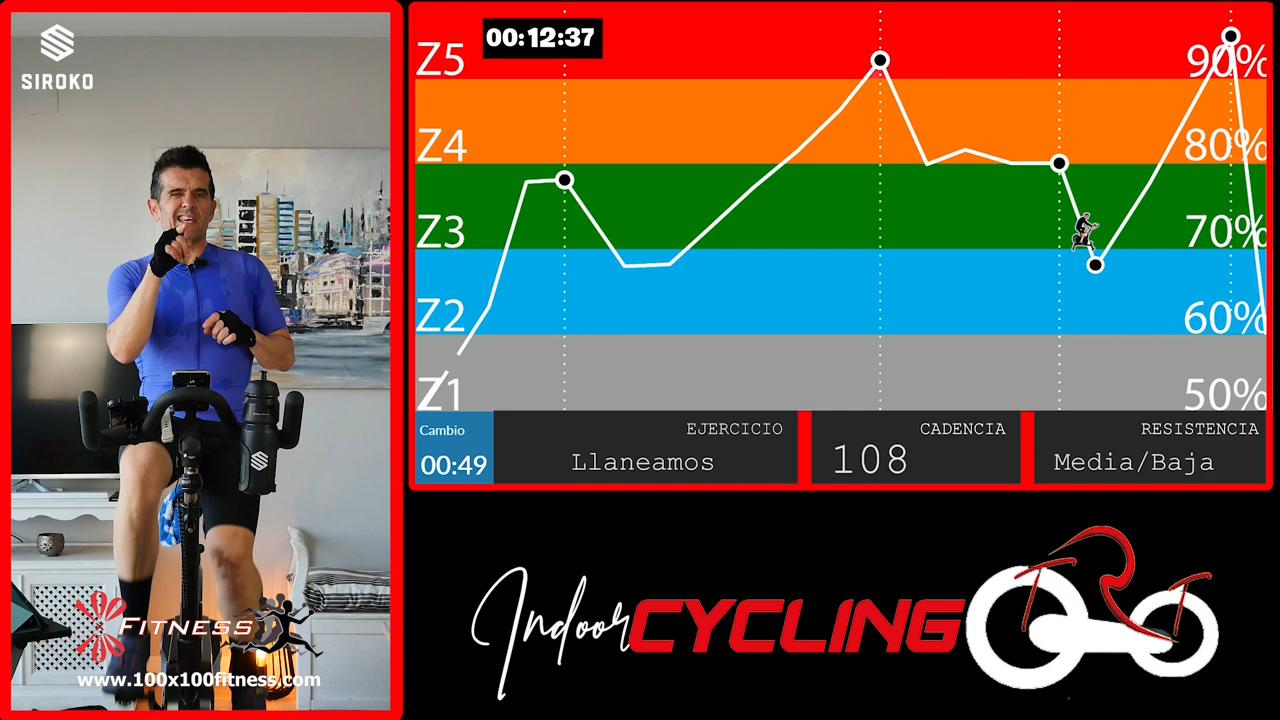 SIROKO
FITNESS
www.100x100fitness.com
00:12:37
Z5 90%
Z4 80%
Z3 70%
Z2 60%
Z1 50%
Cambio
00:49
EJERCICIO
Llaneamos
CADENCIA
108
RESISTENCIA
Media/Baja
Indoor CYCLING